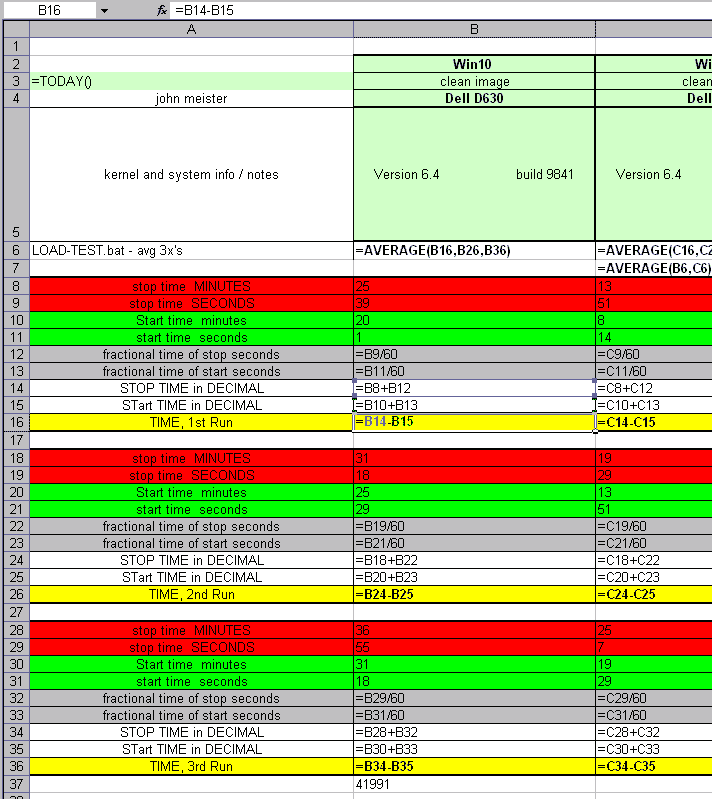 B16 fx =B14-B15
A B
1
2 Win10 Wi
3 =TODAY() clean image clean
4 john meister Dell D630 Dell
5 kernel and system info / notes Version 6.4 build 9841 Version 6.4
6 LOAD-TEST.bat - avg 3x's =AVERAGE(B16,B26,B36) =AVERAGE(C16,C2
7 =AVERAGE(B6,C6)
8 stop time MINUTES 25 13
9 stop time SECONDS 39 51
10 Start time minutes 20 8
11 start time seconds 1 14
12 fractional time of stop seconds =B9/60 =C9/60
13 fractional time of start seconds =B11/60 =C11/60
14 STOP TIME in DECIMAL =B8+B12 =C8+C12
15 STart TIME in DECIMAL =B10+B13 =C10+C13
16 TIME, 1st Run =B14-B15 =C14-C15
17
18 stop time MINUTES 31 19
19 stop time SECONDS 18 29
20 Start time minutes 25 13
21 start time seconds 29 51
22 fractional time of stop seconds =B19/60 =C19/60
23 fractional time of start seconds =B21/60 =C21/60
24 STOP TIME in DECIMAL =B18+B22 =C18+C22
25 STart TIME in DECIMAL =B20+B23 =C20+C23
26 TIME, 2nd Run =B24-B25 =C24-C25
27
28 stop time MINUTES 36 25
29 stop time SECONDS 55 7
30 Start time minutes 31 19
31 start time seconds 18 29
32 fractional time of stop seconds =B29/60 =C29/60
33 fractional time of start seconds =B31/60 =C31/60
34 STOP TIME in DECIMAL =B28+B32 =C28+C32
35 STart TIME in DECIMAL =B30+B33 =C30+C33
36 TIME, 3rd Run =B34-B35 =C34-C35
37 41991